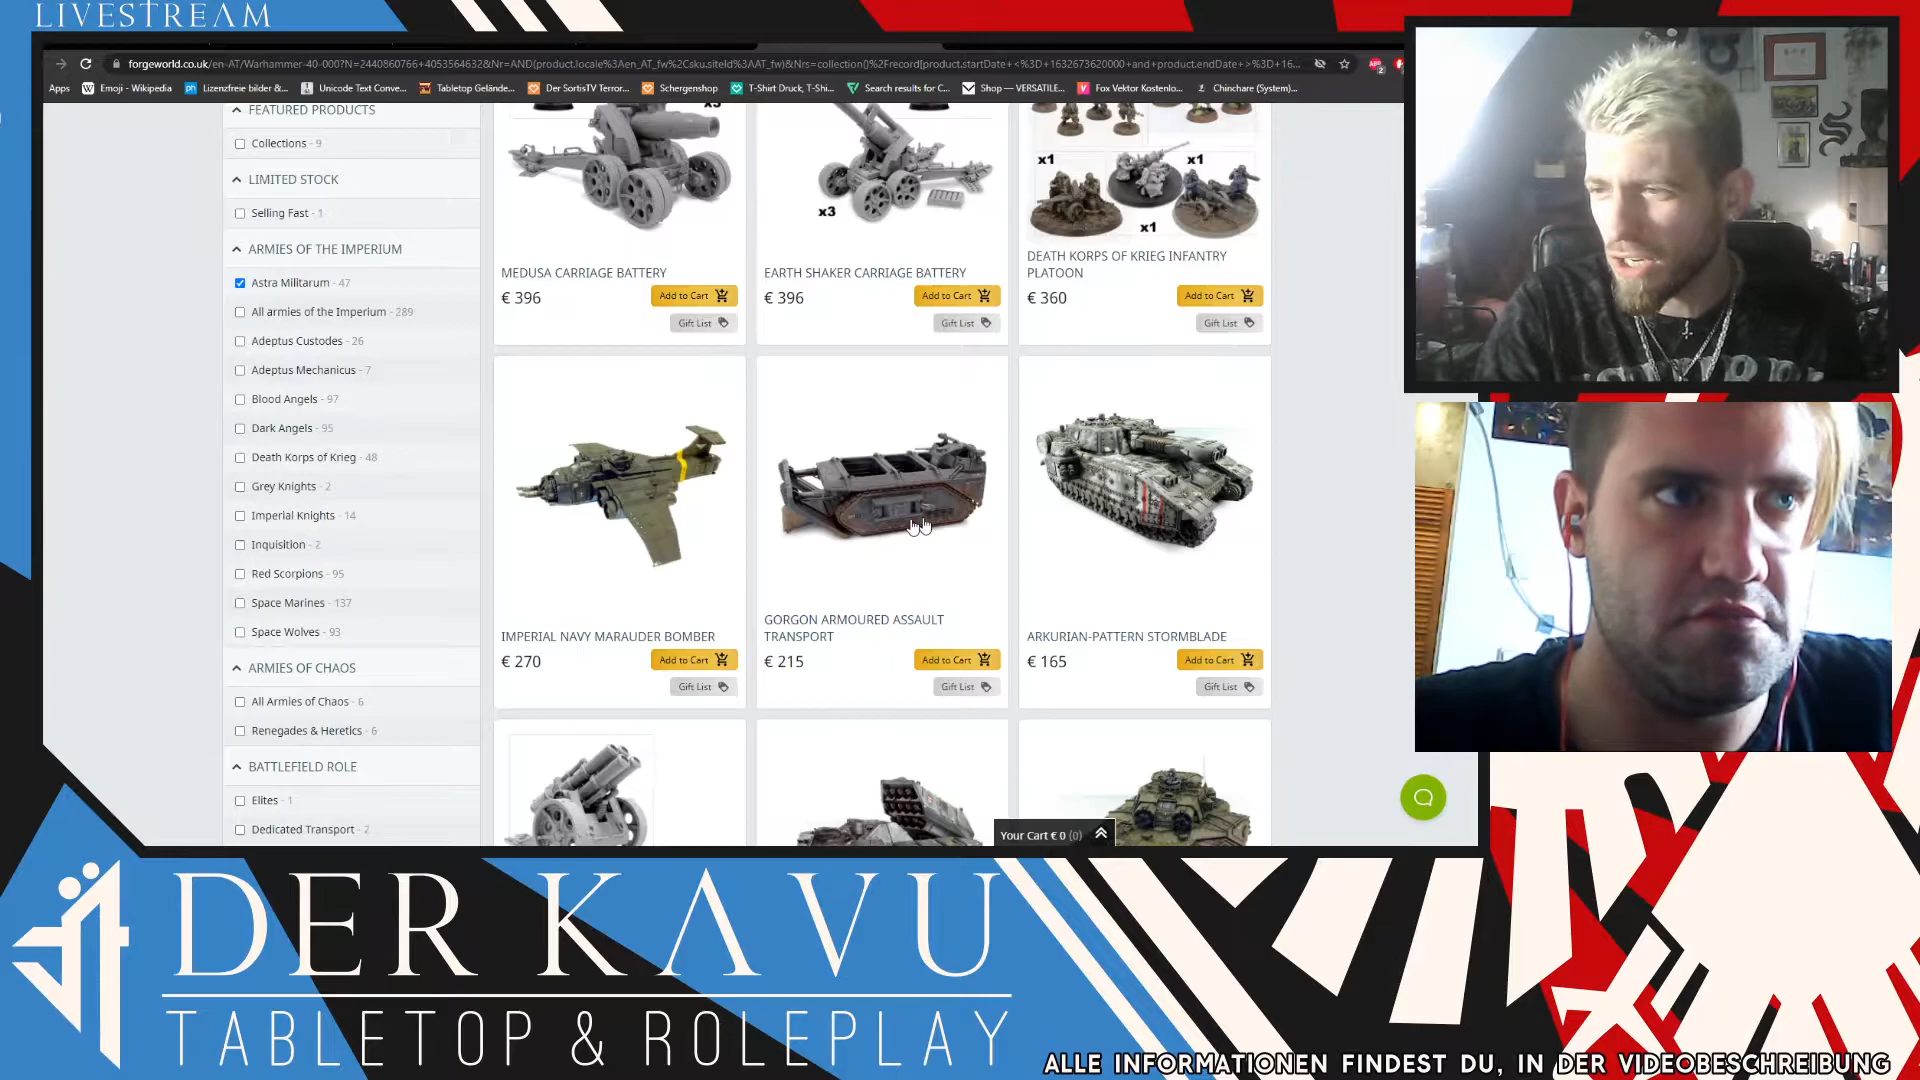 LIVESTREAM
forgeworld.co.uk/en-AT/Warhammer-40-000?N=2440860766+4053564632&Nr=AND(product.locale%3Aen_AT_fw%2Csku.siteId%3AAT_fw)&Nrs=collection()%2Frecord[product.startDate+<%3D+1632673620000+and+product.endDate+>%3D+16...
Apps
Emoji - Wikipedia
Lizenzfreie bilder &...
Unicode Text Conve...
Tabletop Gelände...
Der SortisTV Terror...
Schergenshop
T-Shirt Druck, T-Shi...
Search results for C...
Shop — VERSATILE...
Fox Vektor Kostenlo...
Chinchare (System)...
FEATURED PRODUCTS
Collections - 9
LIMITED STOCK
Selling Fast - 1
ARMIES OF THE IMPERIUM
Astra Militarum - 47
All armies of the Imperium - 289
Adeptus Custodes - 26
Adeptus Mechanicus - 7
Blood Angels - 97
Dark Angels - 95
Death Korps of Krieg - 48
Grey Knights - 2
Imperial Knights - 14
Inquisition - 2
Red Scorpions - 95
Space Marines - 137
Space Wolves - 93
ARMIES OF CHAOS
All Armies of Chaos - 6
Renegades & Heretics - 6
BATTLEFIELD ROLE
Elites - 1
Dedicated Transport - 2
x3
MEDUSA CARRIAGE BATTERY
€ 396
Add to Cart
Gift List
x3
EARTH SHAKER CARRIAGE BATTERY
€ 396
Add to Cart
Gift List
x1
x1
x1
DEATH KORPS OF KRIEG INFANTRY
PLATOON
€ 360
Add to Cart
Gift List
IMPERIAL NAVY MARAUDER BOMBER
€ 270
Add to Cart
Gift List
GORGON ARMOURED ASSAULT
TRANSPORT
€ 215
Add to Cart
Gift List
ARKURIAN-PATTERN STORMBLADE
€ 165
Add to Cart
Gift List
Your Cart € 0 (0)
DER KAVU
TABLETOP & ROLEPLAY
ALLE INFORMATIONEN FINDEST DU, IN DER VIDEOBESCHREIBUNG